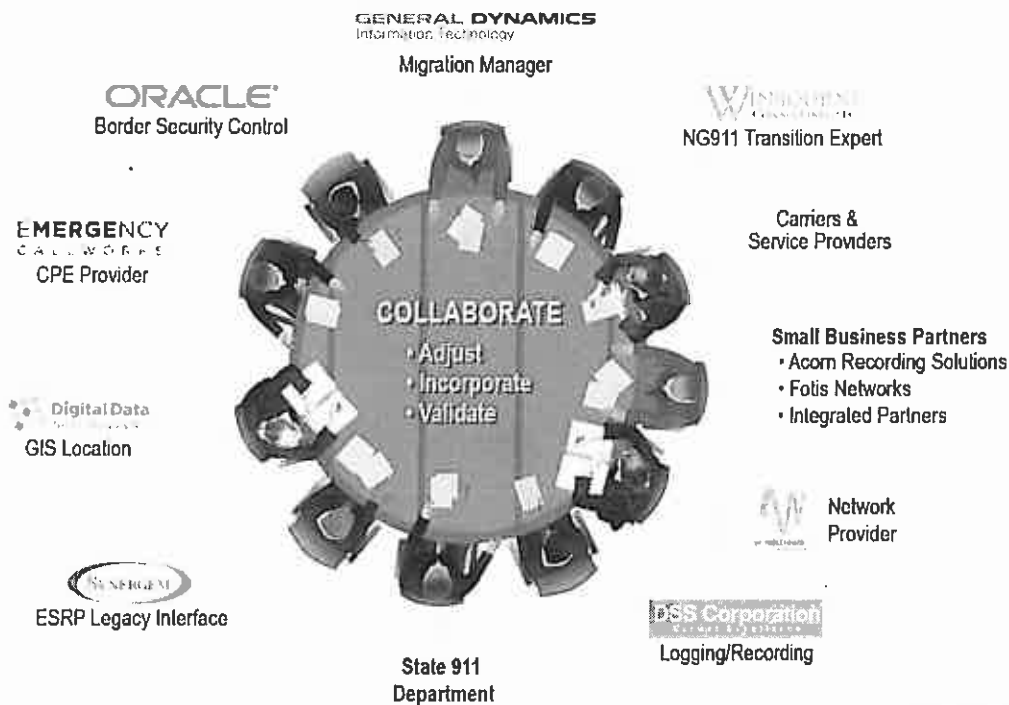 GENERAL DYNAMICS
Information Technology
Migration Manager
ORACLE
Border Security Control
NG911 Transition Expert
EMERGENCY
CALLWORKS
CPE Provider
Carriers &
Service Providers
COLLABORATE
• Adjust
• Incorporate
• Validate
Small Business Partners
• Acorn Recording Solutions
• Fotis Networks
• Integrated Partners
Digital Data
GIS Location
Network
Provider
SYNERGEM
ESRP Legacy Interface
DSS Corporation
Logging/Recording
State 911
Department